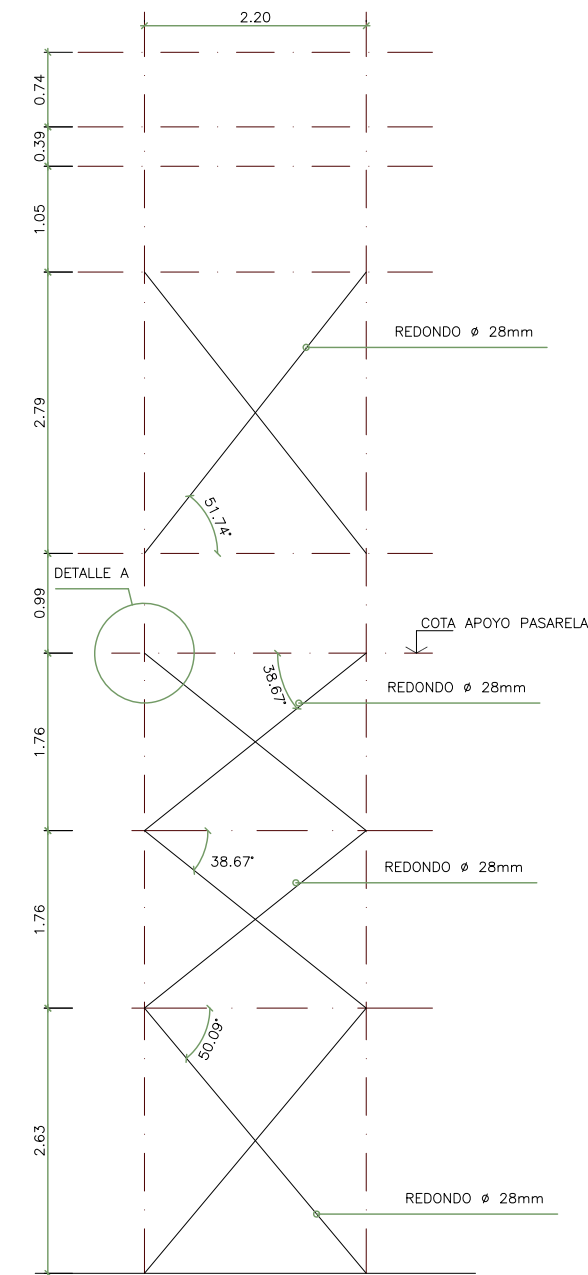 2.20
0.74
0.39
1.05
REDONDO ø 28mm
2.79
51.74°
DETALLE A
0.99
COTA APOYO PASARELA
38.67°
REDONDO ø 28mm
1.76
38.67°
REDONDO ø 28mm
1.76
50.09°
2.63
REDONDO ø 28mm